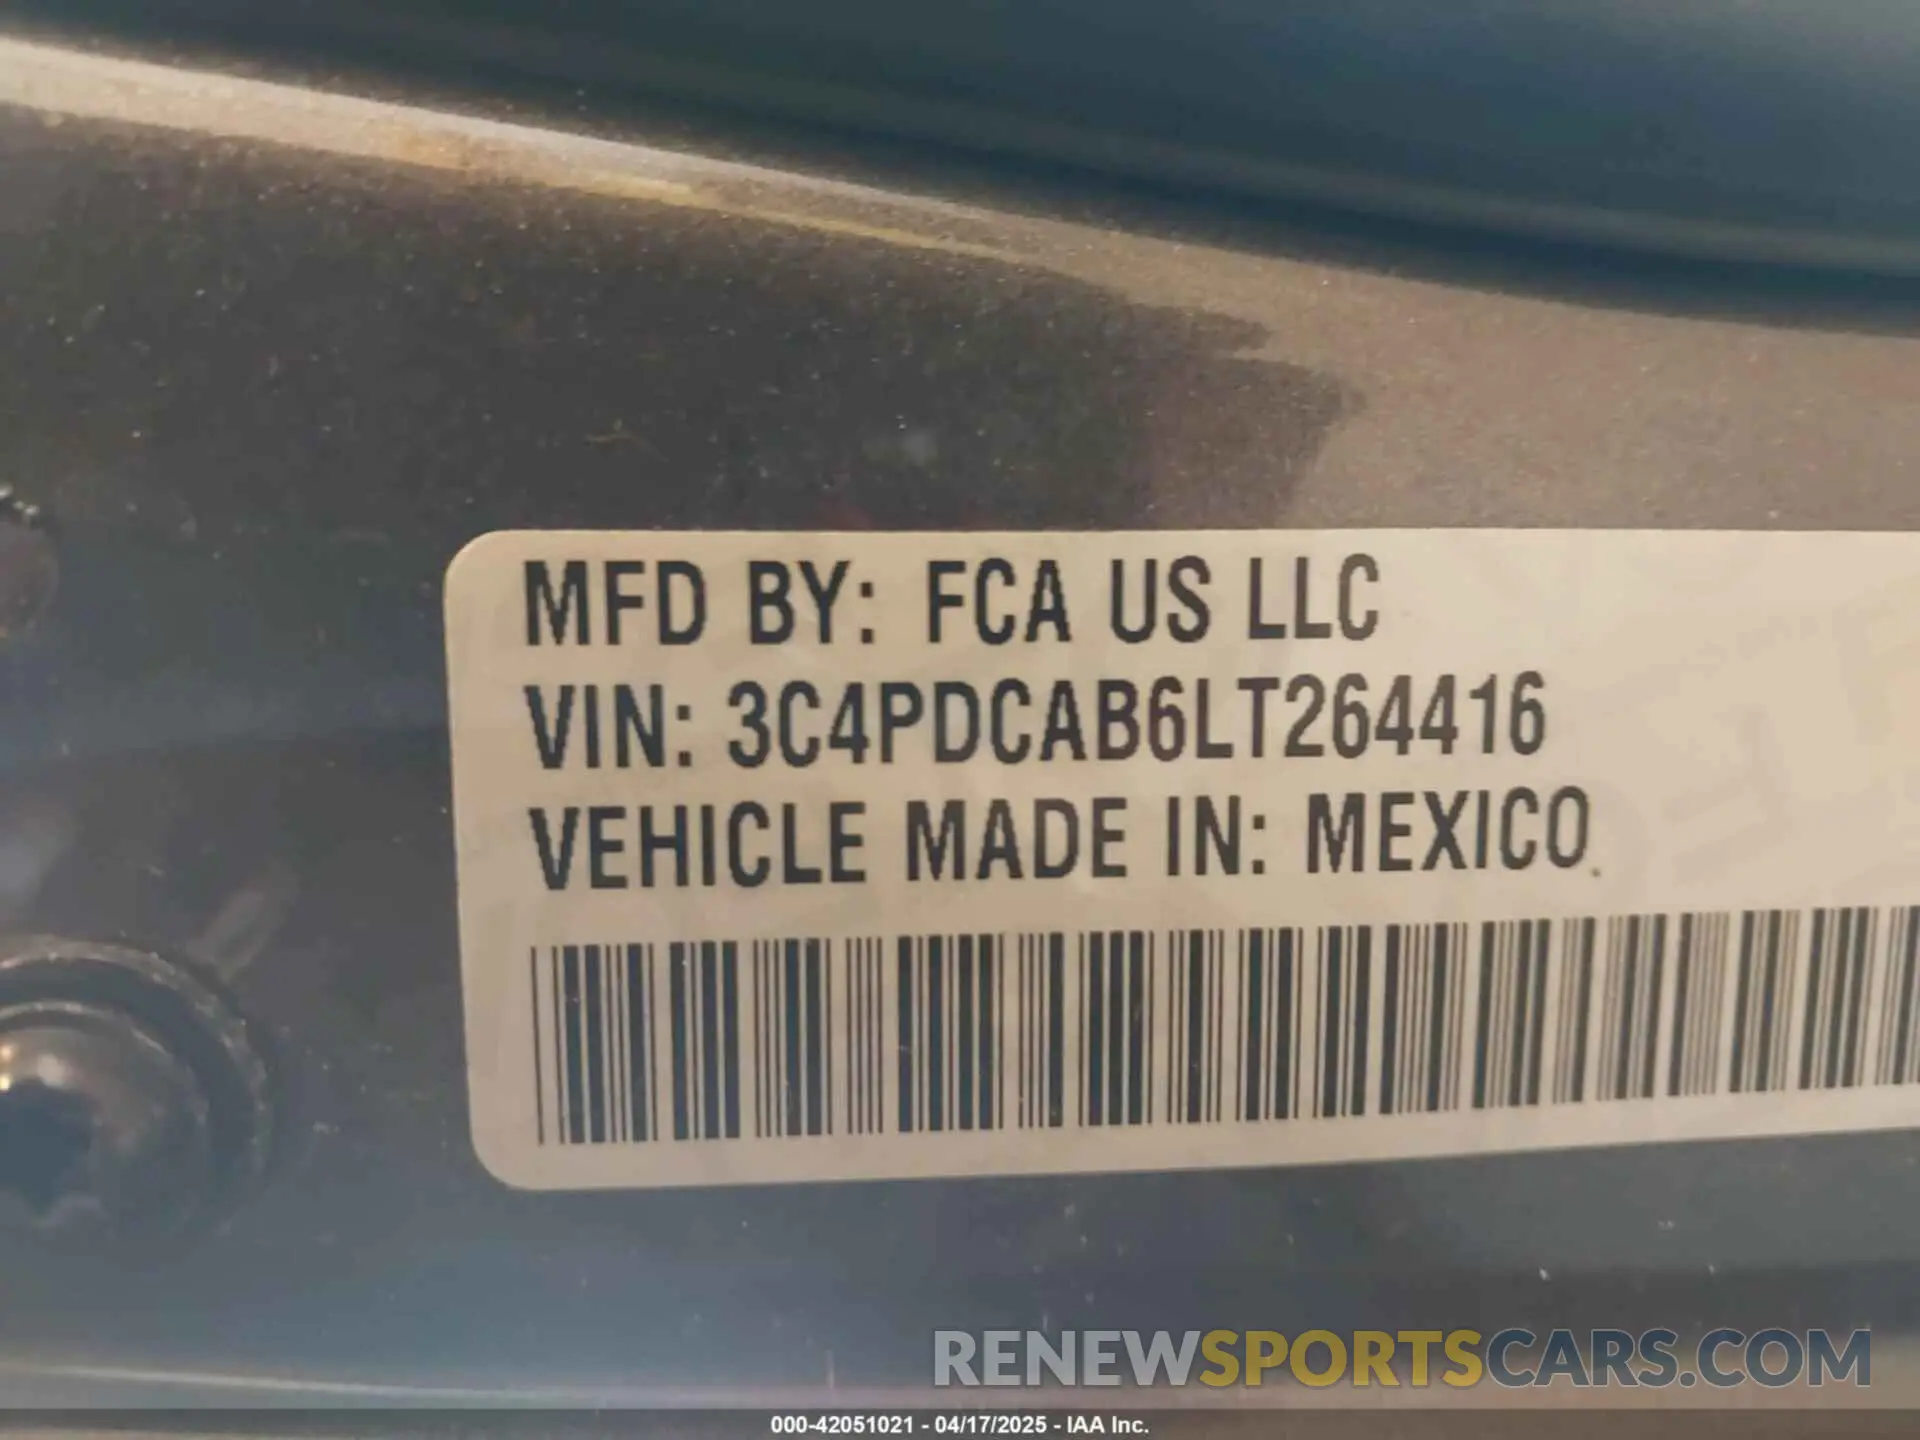 MFD BY: FCA US LLC
VIN: 3C4PDCAB6LT264416
VEHICLE MADE IN: MEXICO
RENEWSPORTSCARS.COM
000-42051021 - 04/17/2025 - IAA Inc.